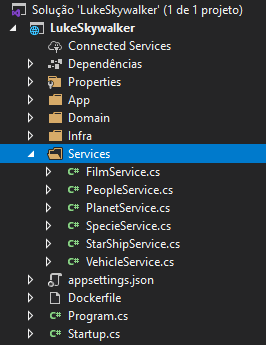 Solução 'LukeSkywalker' (1 de 1 projeto)
LukeSkywalker
Connected Services
Dependências
Properties
App
Domain
Infra
Services
C# FilmService.cs
C# PeopleService.cs
C# PlanetService.cs
C# SpecieService.cs
C# StarShipService.cs
C# VehicleService.cs
appsettings.json
Dockerfile
C# Program.cs
C# Startup.cs